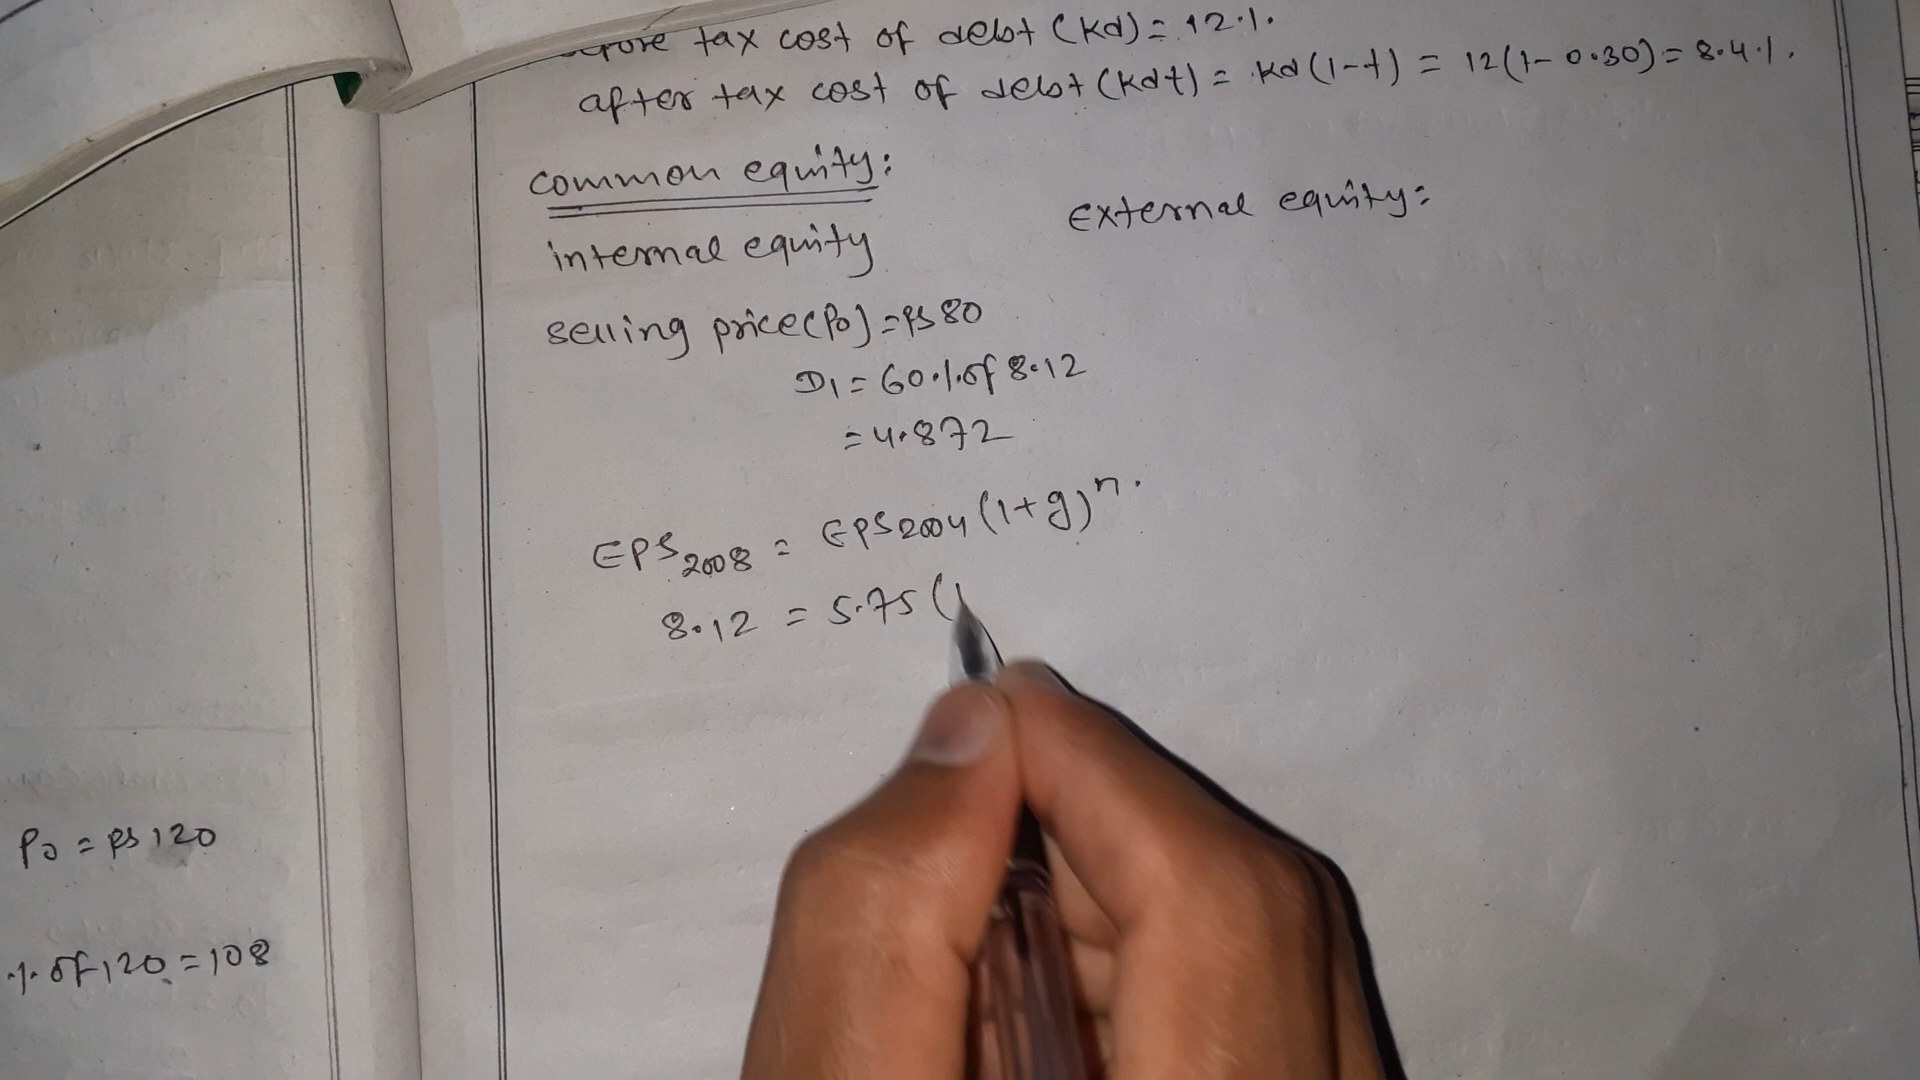 tax cost of debt (kd) = 12%.
after tax cost of debt (kdt) = kd (1-t) = 12(1-0.30) = 8.4%.
common equity:
external equity:
internal equity
selling price(P0) = Rs 80
D1 = 60% of 8.12
= 4.872
EPS2008 = EPS2004 (1+g)n.
8.12 = 5.75 (1
P0 = Rs 120
% of 120 = 108